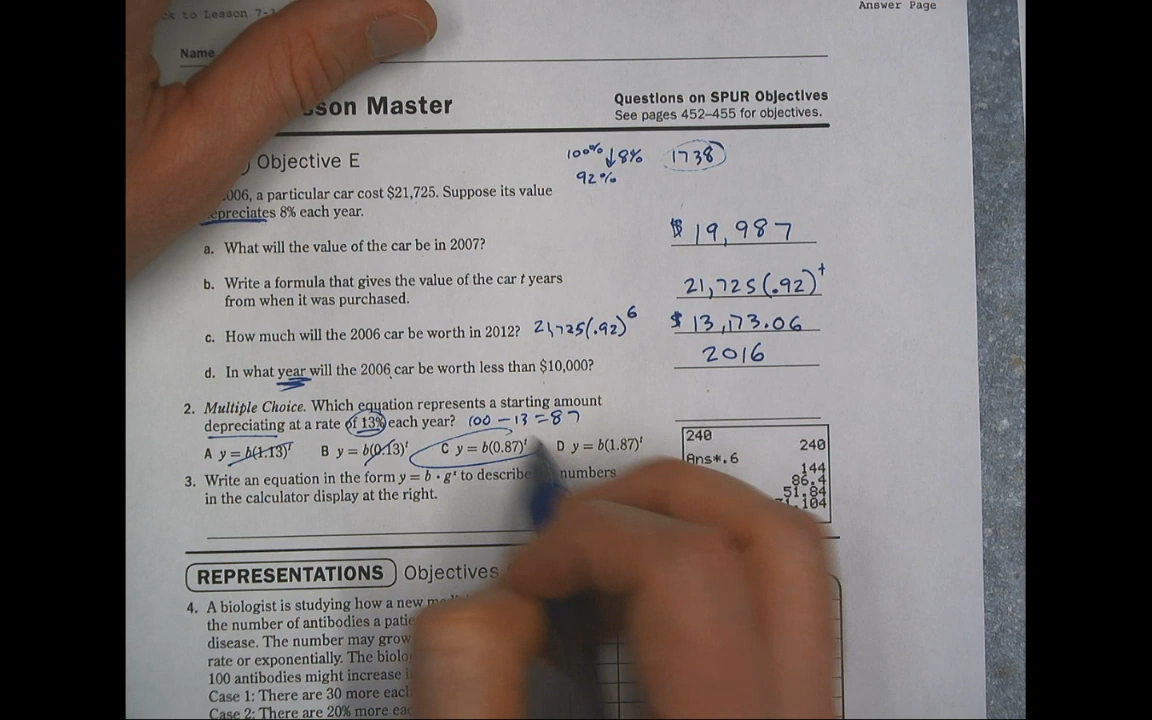 ck to Lesson 7-
Answer Page
Name
son Master
Questions on SPUR Objectives
See pages 452–455 for objectives.
Objective E
100% ↓ 8% 1738
92%
006, a particular car cost $21,725. Suppose its value
epreciates 8% each year.
a. What will the value of the car be in 2007?
$ 19,987
b. Write a formula that gives the value of the car t years
from when it was purchased.
21,725(.92)^t
c. How much will the 2006 car be worth in 2012? 21,725(.92)^6
$ 13,173.06
d. In what year will the 2006 car be worth less than $10,000?
2016
2. Multiple Choice. Which equation represents a starting amount
depreciating at a rate of 13% each year? 100 - 13 = 87
A y = b(1.13)^t B y = b(0.13)^t C y = b(0.87)^t D y = b(1.87)^t
3. Write an equation in the form y = b · g^x to describe numbers
in the calculator display at the right.
240
240
Ans*.6
144
86.4
51.84
.104
REPRESENTATIONS Objectives
4. A biologist is studying how a new
the number of antibodies a patie
disease. The number may grow
rate or exponentially. The biolo
100 antibodies might increase i
Case 1: There are 30 more eac
Case 2: There are 20% more ea